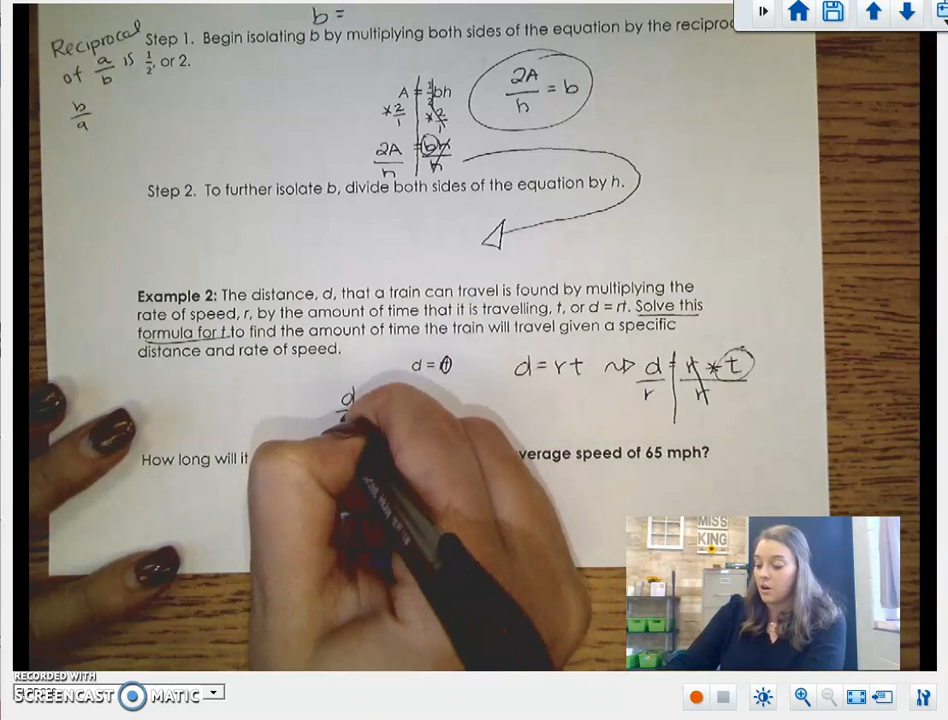 b =
Reciprocal
of a/b is
b/a
Step 1. Begin isolating b by multiplying both sides of the equation by the
1/2, or 2.
A = 1/2 bh
* 2/1 * 2/1
2A/h = bh/h
2A/h = b
Step 2. To further isolate b, divide both sides of the equation by h.
Example 2: The distance, d, that a train can travel is found by multiplying the
rate of speed, r, by the amount of time that it is travelling, t, or d = rt. Solve this
formula for t to find the amount of time the train will travel given a specific
distance and rate of speed.
d =
d = rt ⇝ d/r = r * t/r
d
How long will it
verage speed of 65 mph?
MISS
KING
RECORDED WITH
SCREENCAST MATIC